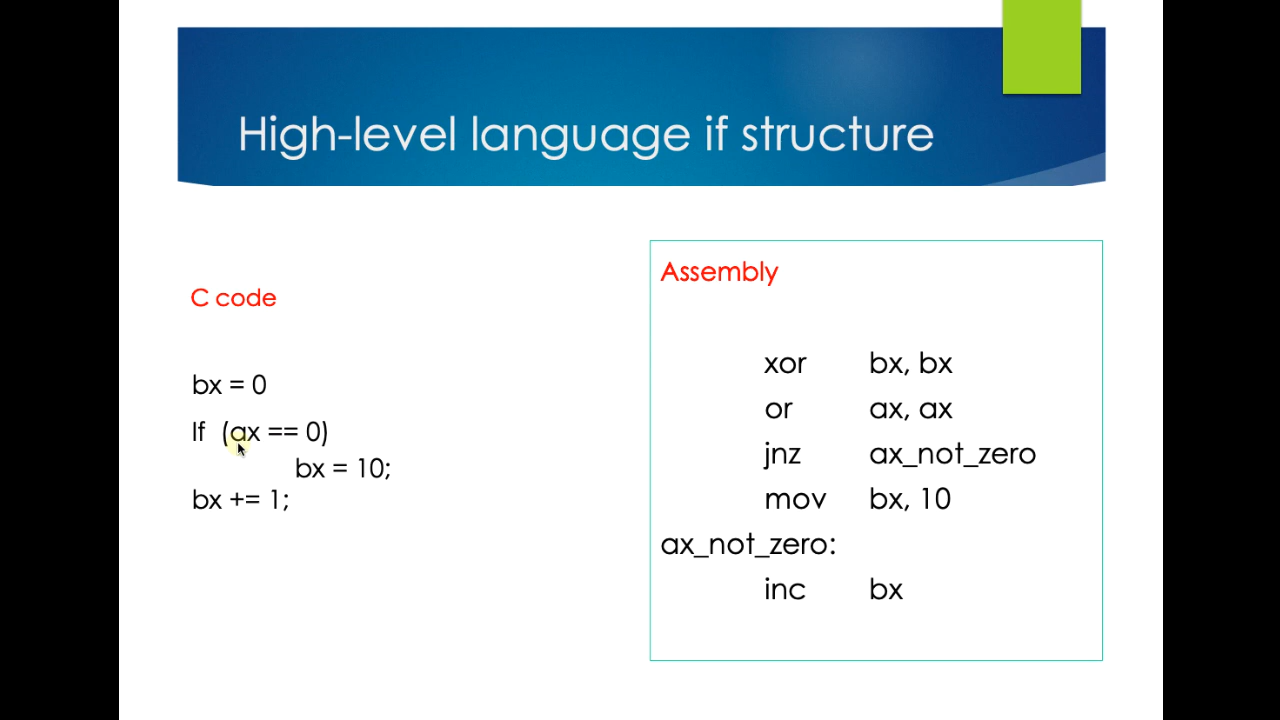 High-level language if structure
C code
bx = 0
If (ax == 0)
bx = 10;
bx += 1;
Assembly
xor bx, bx
or ax, ax
jnz ax_not_zero
mov bx, 10
ax_not_zero:
inc bx